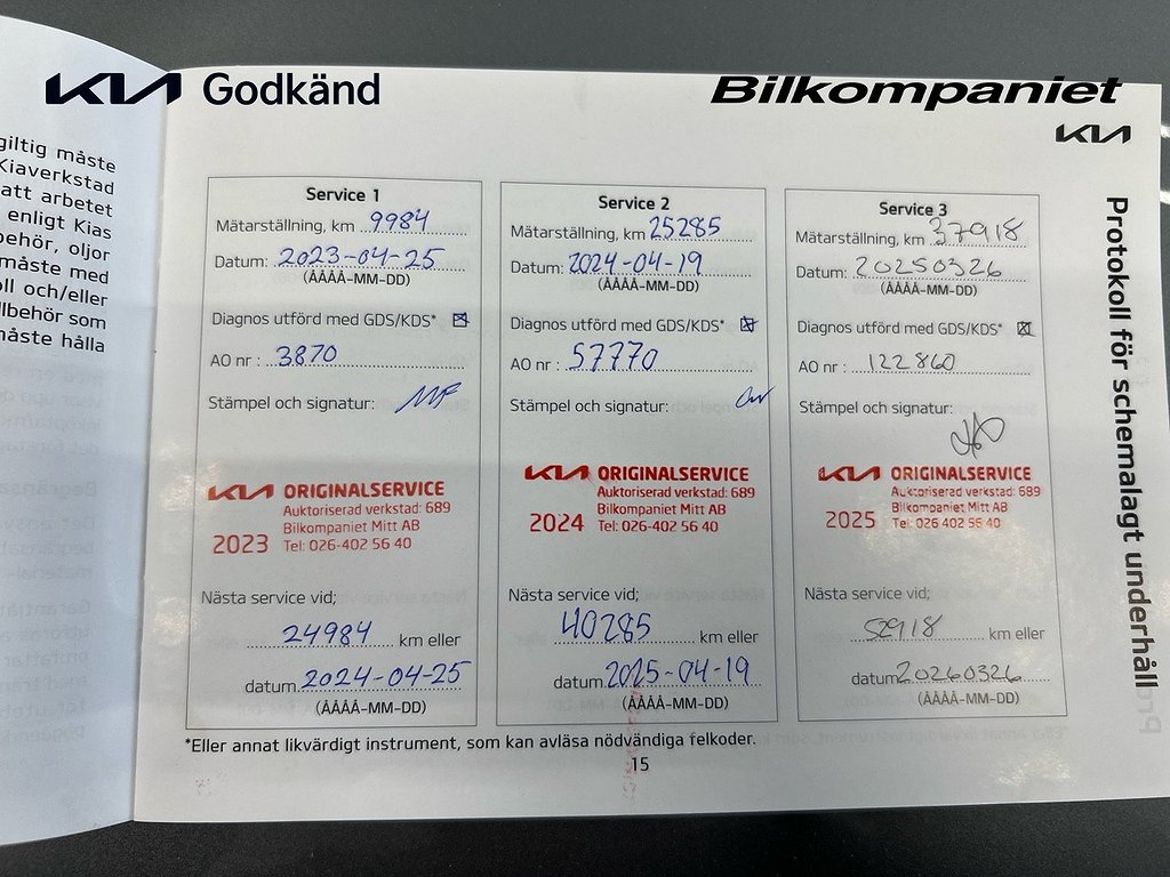 KIA Godkänd
Bilkompaniet
KIA
giltig måste
Kiaverkstad
att arbetet
enligt Kias
behör, oljor
måste med
oll och/eller
llbehör som
måste hålla
Service 1
Mätarställning, km 9984
Datum: 2023-04-25
(ÅÅÅÅ-MM-DD)
Diagnos utförd med GDS/KDS*
AO nr : 3870
Stämpel och signatur:
KIA ORIGINALSERVICE
Auktoriserad verkstad: 689
Bilkompaniet Mitt AB
2023 Tel: 026-402 56 40
Nästa service vid;
24984 km eller
datum 2024-04-25
(ÅÅÅÅ-MM-DD)
Service 2
Mätarställning, km 25285
Datum: 2024-04-19
(ÅÅÅÅ-MM-DD)
Diagnos utförd med GDS/KDS*
AO nr : 57770
Stämpel och signatur:
KIA ORIGINALSERVICE
Auktoriserad verkstad: 689
Bilkompaniet Mitt AB
2024 Tel: 026-402 56 40
Nästa service vid;
40285 km eller
datum 2025-04-19
(ÅÅÅÅ-MM-DD)
Service 3
Mätarställning, km 37918
Datum: 20250326
(ÅÅÅÅ-MM-DD)
Diagnos utförd med GDS/KDS*
AO nr : 122860
Stämpel och signatur:
KIA ORIGINALSERVICE
Auktoriserad verkstad: 689
Bilkompaniet Mitt AB
2025 Tel: 026 402 56 40
Nästa service vid;
52918 km eller
datum 20260326
(ÅÅÅÅ-MM-DD)
Protokoll för schemalagt underhåll
*Eller annat likvärdigt instrument, som kan avläsa nödvändiga felkoder.
15